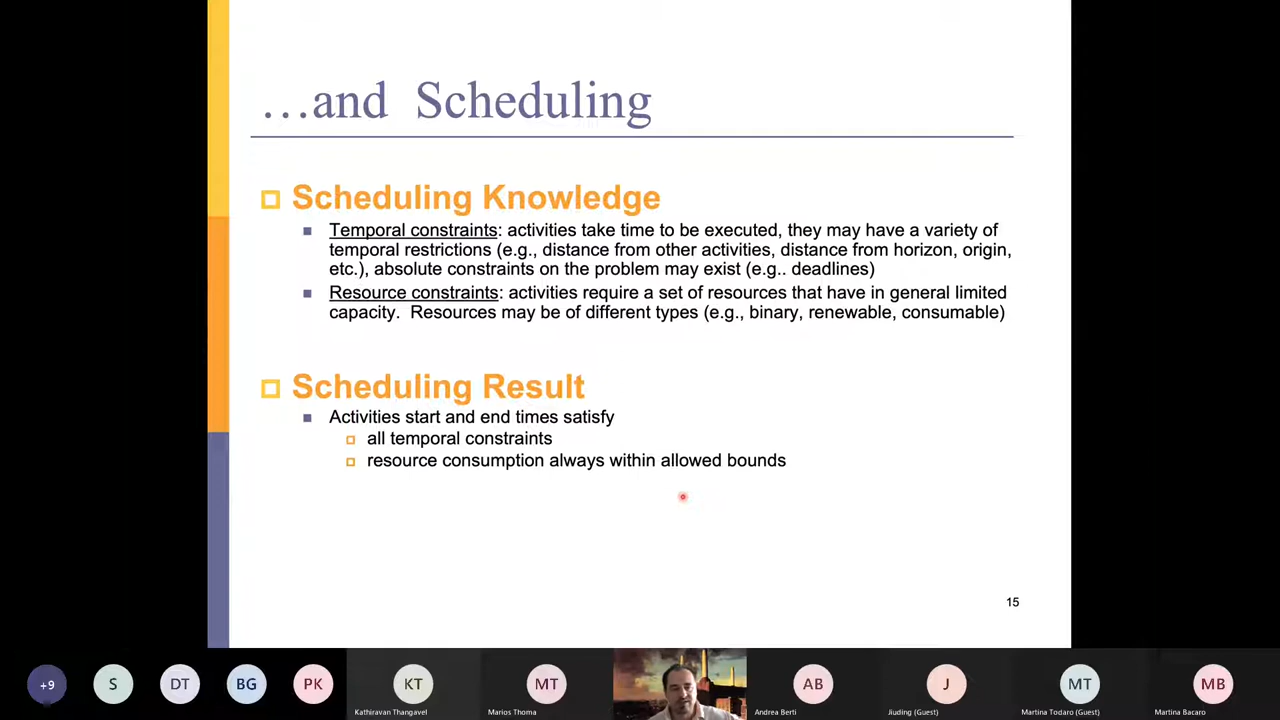 …and Scheduling
Scheduling Knowledge
Temporal constraints: activities take time to be executed, they may have a variety of
temporal restrictions (e.g., distance from other activities, distance from horizon, origin,
etc.), absolute constraints on the problem may exist (e.g.. deadlines)
Resource constraints: activities require a set of resources that have in general limited
capacity. Resources may be of different types (e.g., binary, renewable, consumable)
Scheduling Result
Activities start and end times satisfy
all temporal constraints
resource consumption always within allowed bounds
15
+9 S DT BG PK KT MT AB J MT MB
Kathiravan Thangavel Marios Thoma Andrea Berti Jiuding (Guest) Martina Todaro (Guest) Martina Bacaro